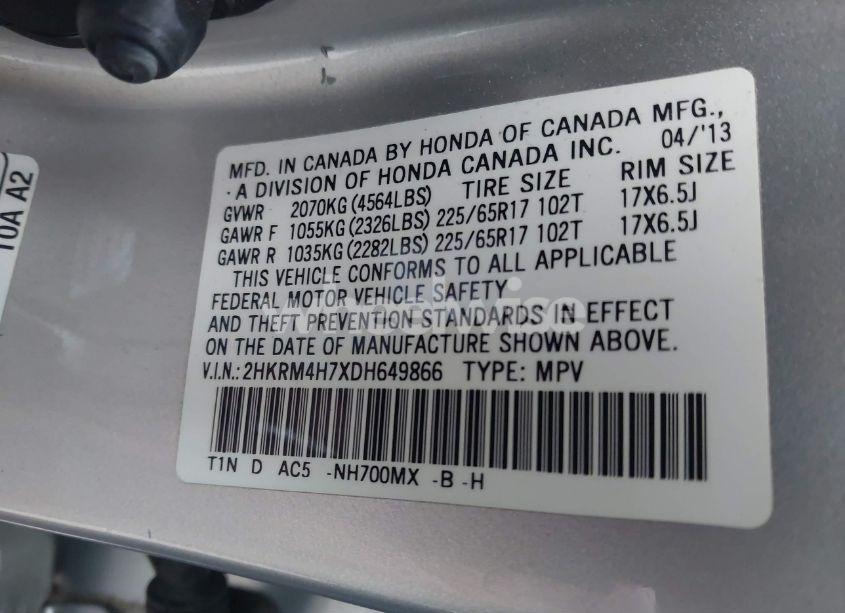 MFD. IN CANADA BY HONDA OF CANADA MFG.,
A DIVISION OF HONDA CANADA INC. 04/'13
GVWR 2070KG (4564LBS) TIRE SIZE RIM SIZE
GAWR F 1055KG (2326LBS) 225/65R17 102T 17X6.5J
GAWR R 1035KG (2282LBS) 225/65R17 102T 17X6.5J
THIS VEHICLE CONFORMS TO ALL APPLICABLE
FEDERAL MOTOR VEHICLE SAFETY
AND THEFT PREVENTION STANDARDS IN EFFECT
ON THE DATE OF MANUFACTURE SHOWN ABOVE.
V.I.N.: 2HKRM4H7XDH649866 TYPE: MPV
T1N D AC5 -NH700MX -B -H
10A A2
wheelwise